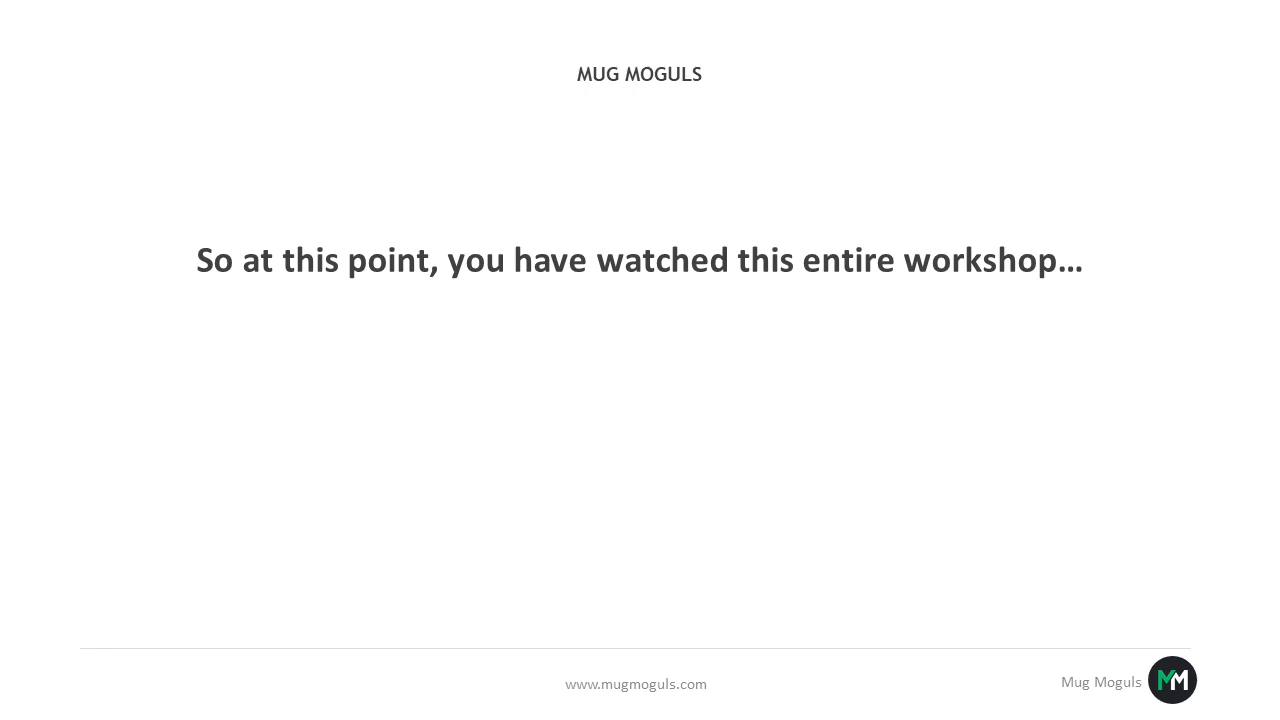 MUG MOGULS
So at this point, you have watched this entire workshop...
www.mugmoguls.com
Mug Moguls
MM